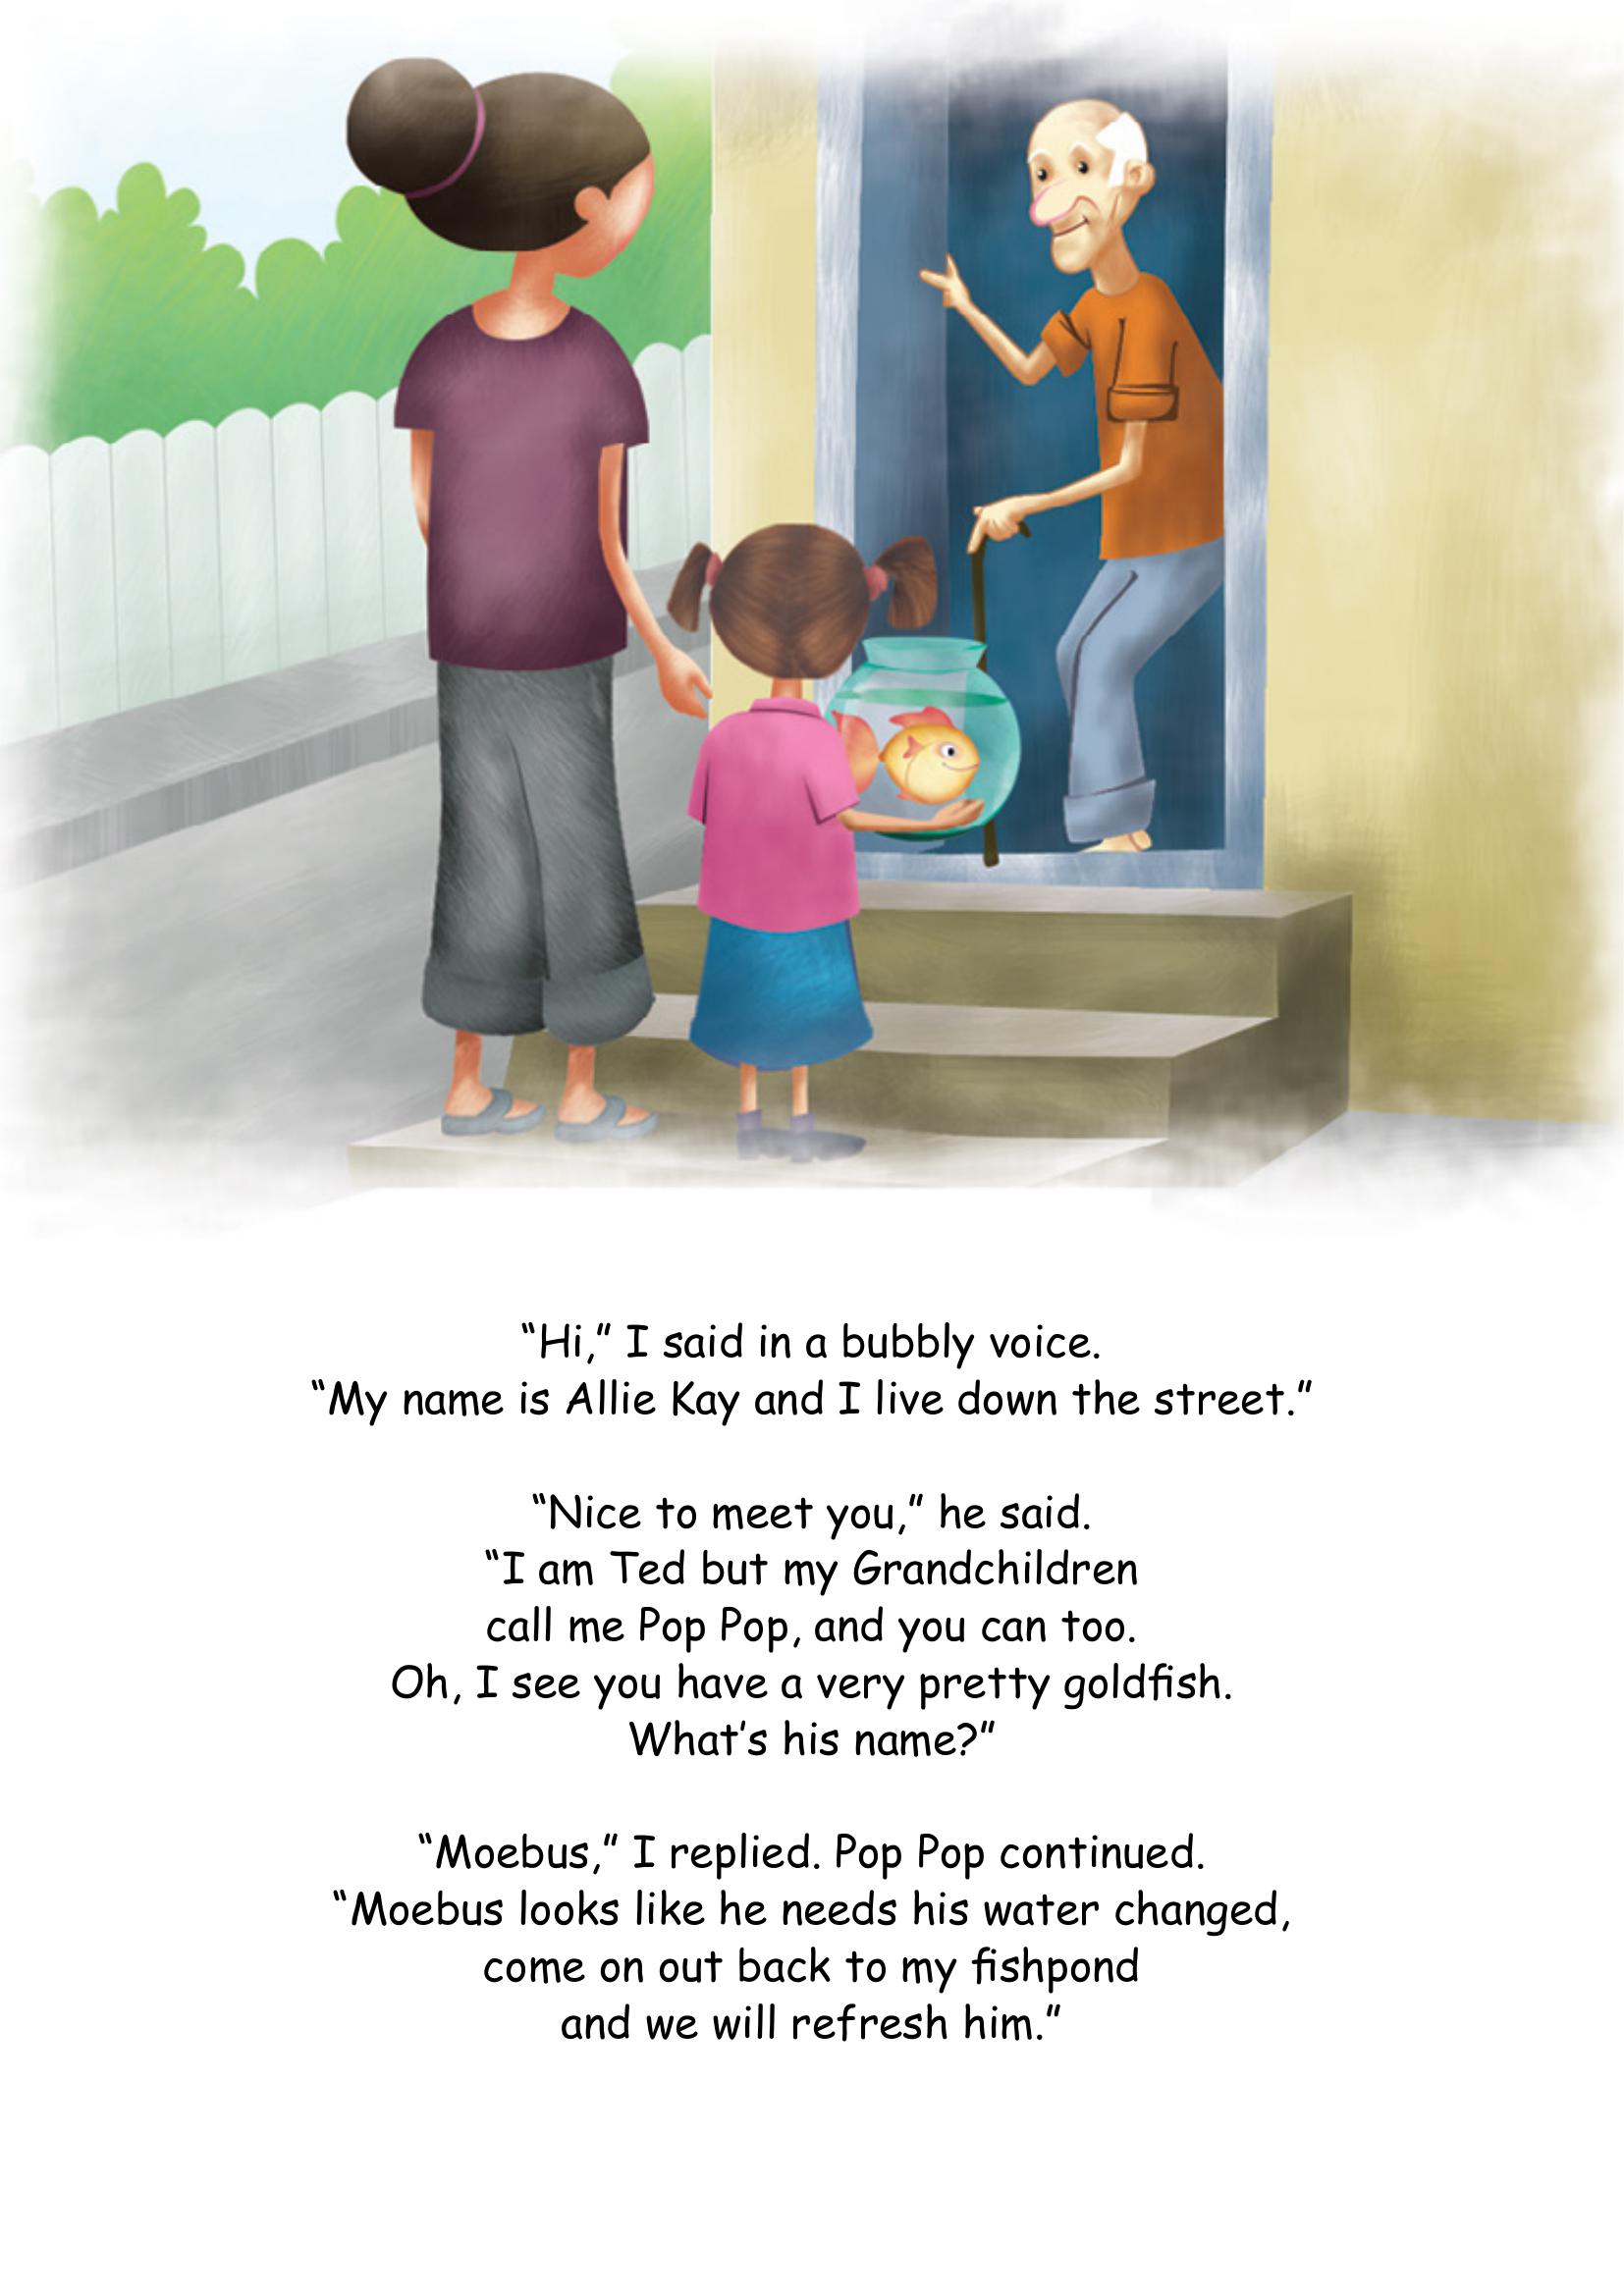 “Hi,” I said in a bubbly voice.
“My name is Allie Kay and I live down the street.”
“Nice to meet you,” he said.
“I am Ted but my Grandchildren
call me Pop Pop, and you can too.
Oh, I see you have a very pretty goldfish.
What’s his name?”
“Moebus,” I replied. Pop Pop continued.
“Moebus looks like he needs his water changed,
come on out back to my fishpond
and we will refresh him.”